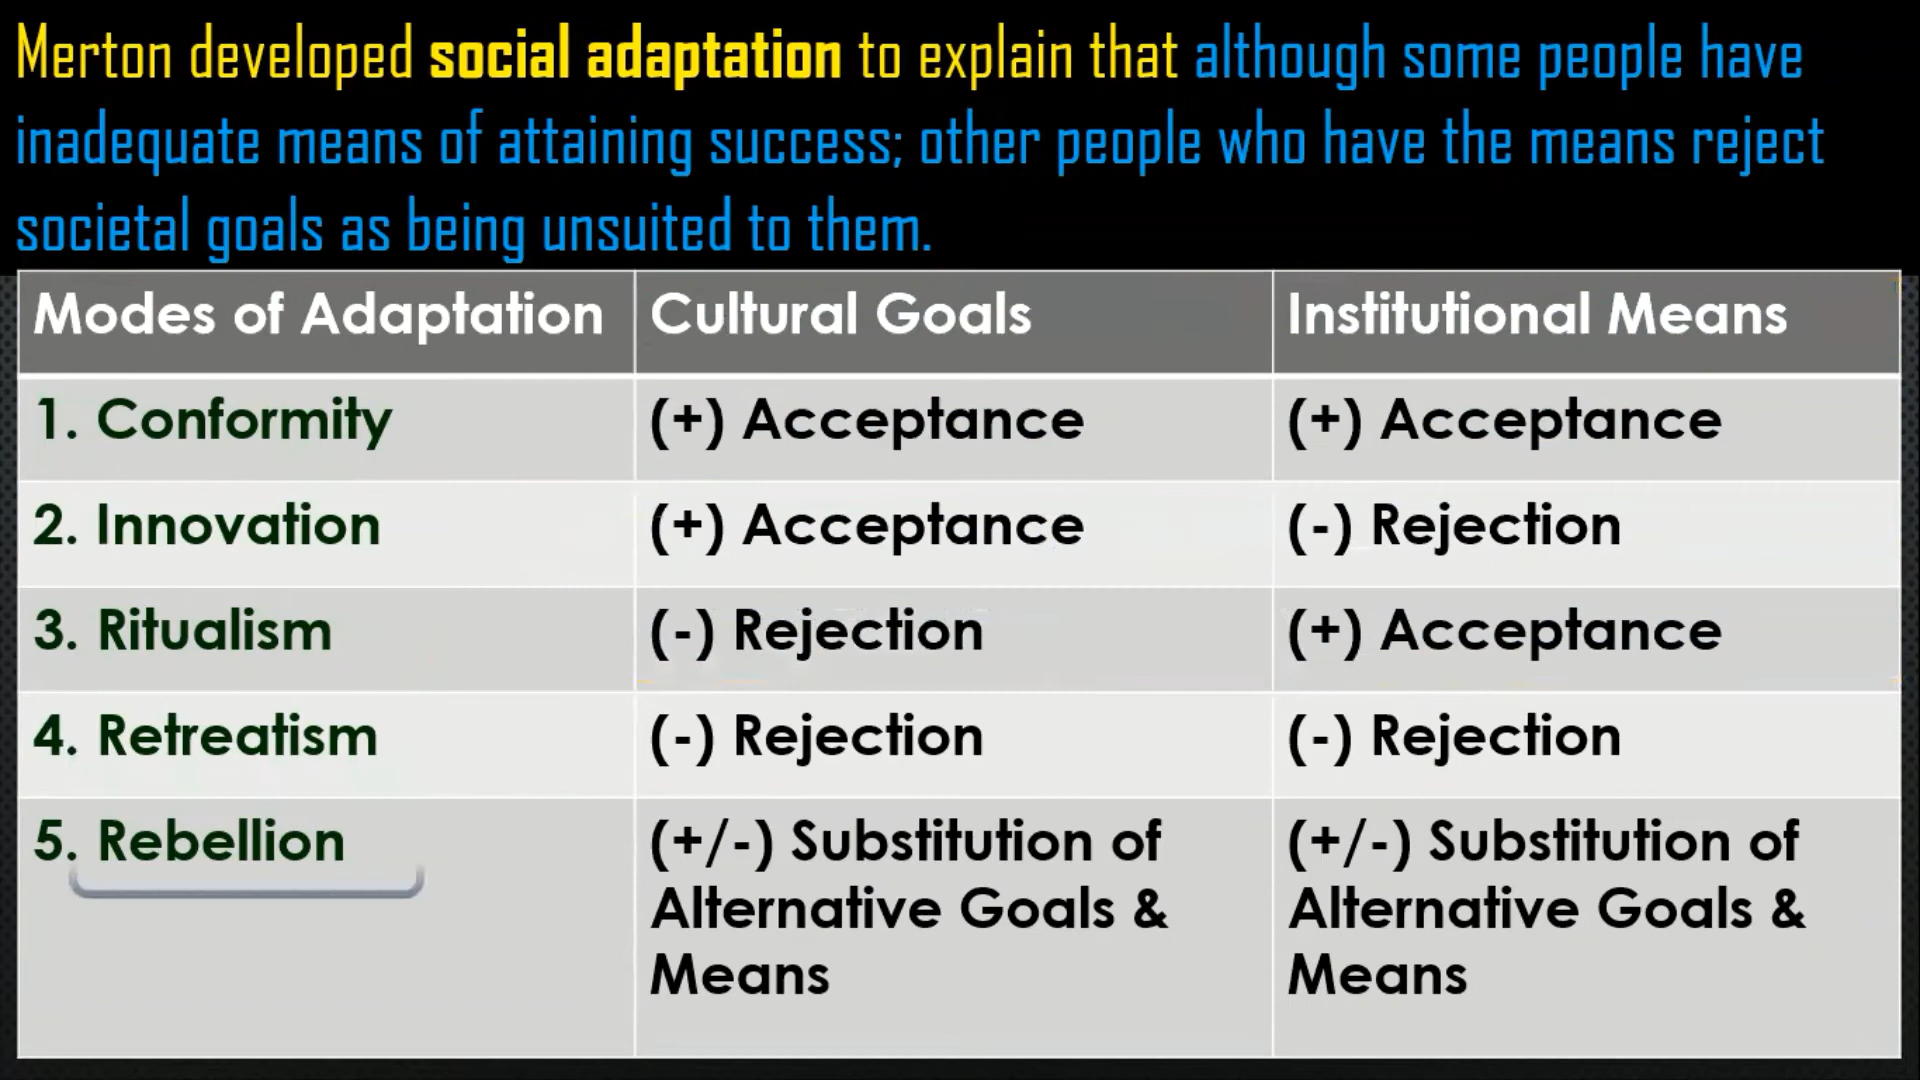 Merton developed social adaptation to explain that although some people have
inadequate means of attaining success; other people who have the means reject
societal goals as being unsuited to them.
Modes of Adaptation Cultural Goals Institutional Means
1. Conformity (+) Acceptance (+) Acceptance
2. Innovation (+) Acceptance (-) Rejection
3. Ritualism (-) Rejection (+) Acceptance
4. Retreatism (-) Rejection (-) Rejection
5. Rebellion (+/-) Substitution of (+/-) Substitution of
Alternative Goals & Alternative Goals &
Means Means